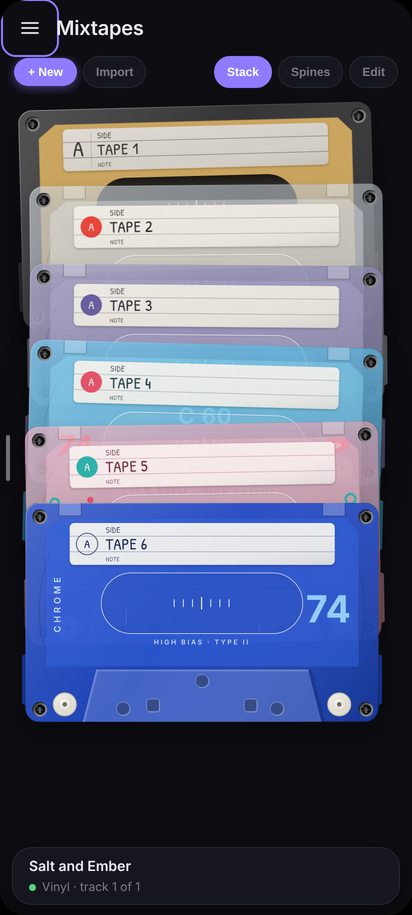 Mixtapes
+ New
Import
Stack
Spines
Edit
A
SIDE
TAPE 1
NOTE
A
SIDE
TAPE 2
NOTE
A
SIDE
TAPE 3
NOTE
A
SIDE
TAPE 4
NOTE
C 60
A
SIDE
TAPE 5
NOTE
A
SIDE
TAPE 6
NOTE
CHROME
74
HIGH BIAS · TYPE II
Salt and Ember
Vinyl · track 1 of 1